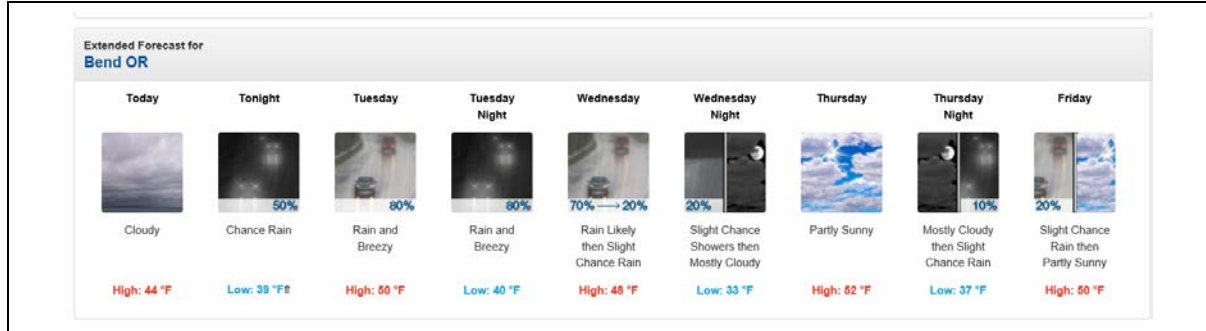 Extended Forecast for
Bend OR
Today
Tonight
Tuesday
Tuesday
Night
Wednesday
Wednesday
Night
Thursday
Thursday
Night
Friday
50%
80%
80%
70% → 20%
20%
10%
20%
Cloudy
Chance Rain
Rain and
Breezy
Rain and
Breezy
Rain Likely
then Slight
Chance Rain
Slight Chance
Showers then
Mostly Cloudy
Partly Sunny
Mostly Cloudy
then Slight
Chance Rain
Slight Chance
Rain then
Partly Sunny
High: 44 °F
Low: 39 °F⇑
High: 50 °F
Low: 40 °F
High: 48 °F
Low: 33 °F
High: 52 °F
Low: 37 °F
High: 50 °F